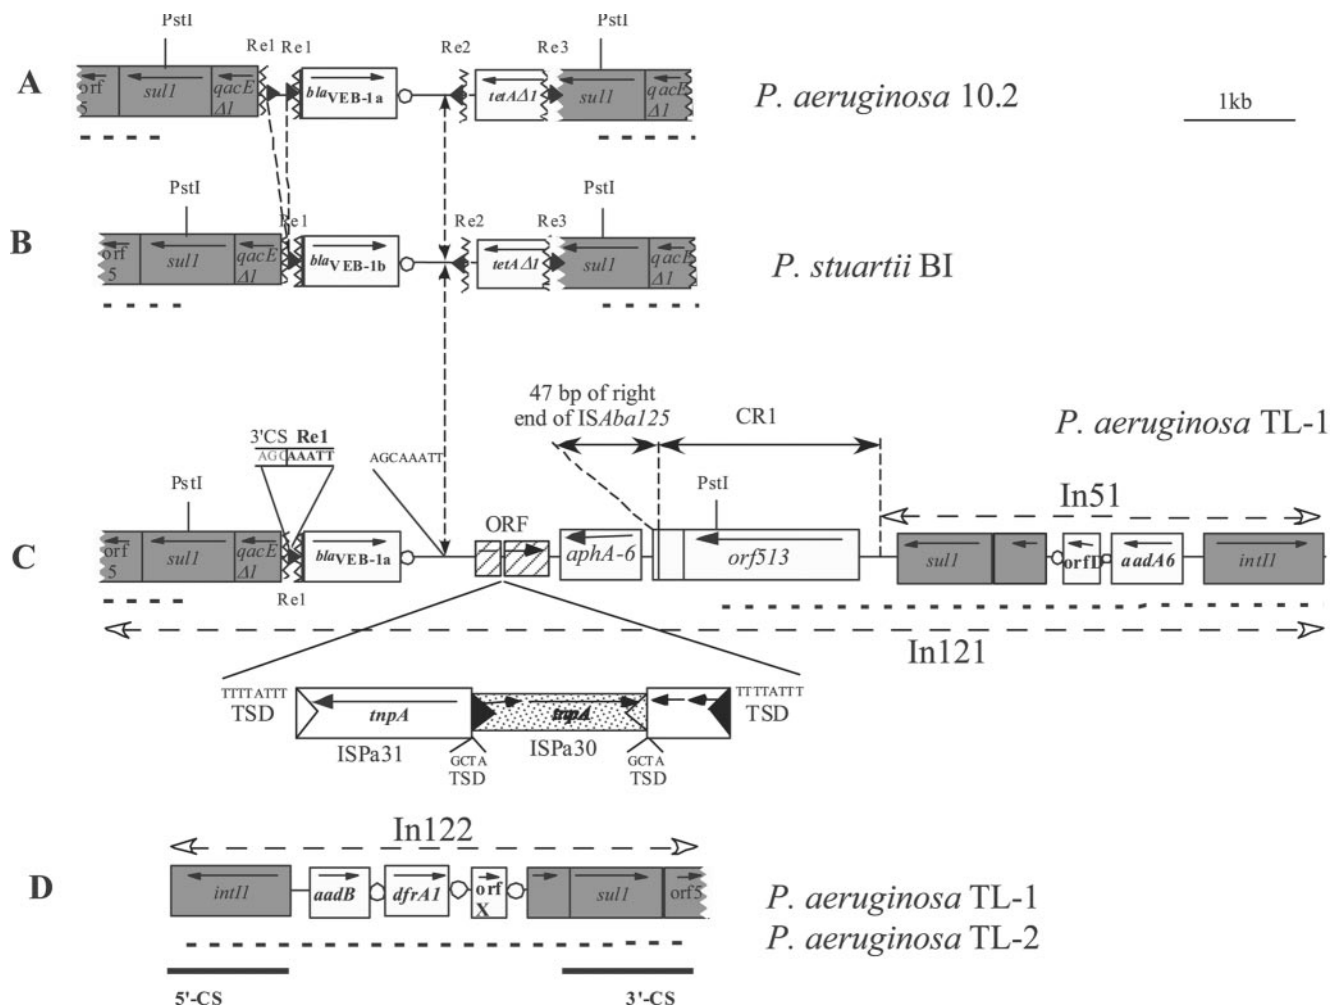 PstI PstI
Re1 Re1 Re2 Re3
A orf 5 sul1 qacE Δ1 blaVEB-1a tetAΔ1 sul1 qacE Δ1 P. aeruginosa 10.2
1kb
PstI PstI
Re1 Re2 Re3
B orf 5 sul1 qacE Δ1 blaVEB-1b tetAΔ1 sul1 qacE Δ1 P. stuartii BI
47 bp of right
end of ISAba125
CR1
P. aeruginosa TL-1
3'CS Re1
AGCAAATT
AGCAAATT
PstI PstI
In51
ORF
C orf 5 sul1 qacE Δ1 blaVEB-1a aphA-6 orf513 sul1 orfD aadA6 intI1
Re1
In121
TTTTATTT
TSD
tnpA tnpA
TTTTATTT
TSD
ISPa31 ISPa30
GCTA
TSD
GCTA
TSD
In122
D intI1 aadB dfrA1 orf X sul1 orf5
P. aeruginosa TL-1
P. aeruginosa TL-2
5'-CS 3'-CS